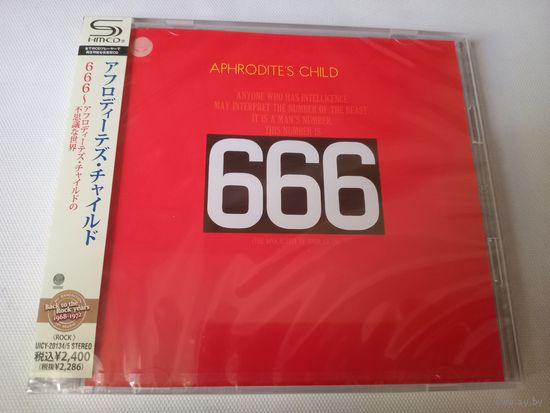 SHM-CD
アフロディーテズ・チャイルド
666~アフロディーテズ・チャイルドの
不思議な世界
Back to the
Rock years
1968-1972
〈ROCK〉
UICY-20134/5 STEREO
税込¥2,400
(税抜¥2,286)
APHRODITE'S CHILD
ANYONE WHO HAS INTELLIGENCE
MAY INTERPRET THE NUMBER OF THE BEAST
IT IS A MAN'S NUMBER.
THIS NUMBER IS
666
ay.by